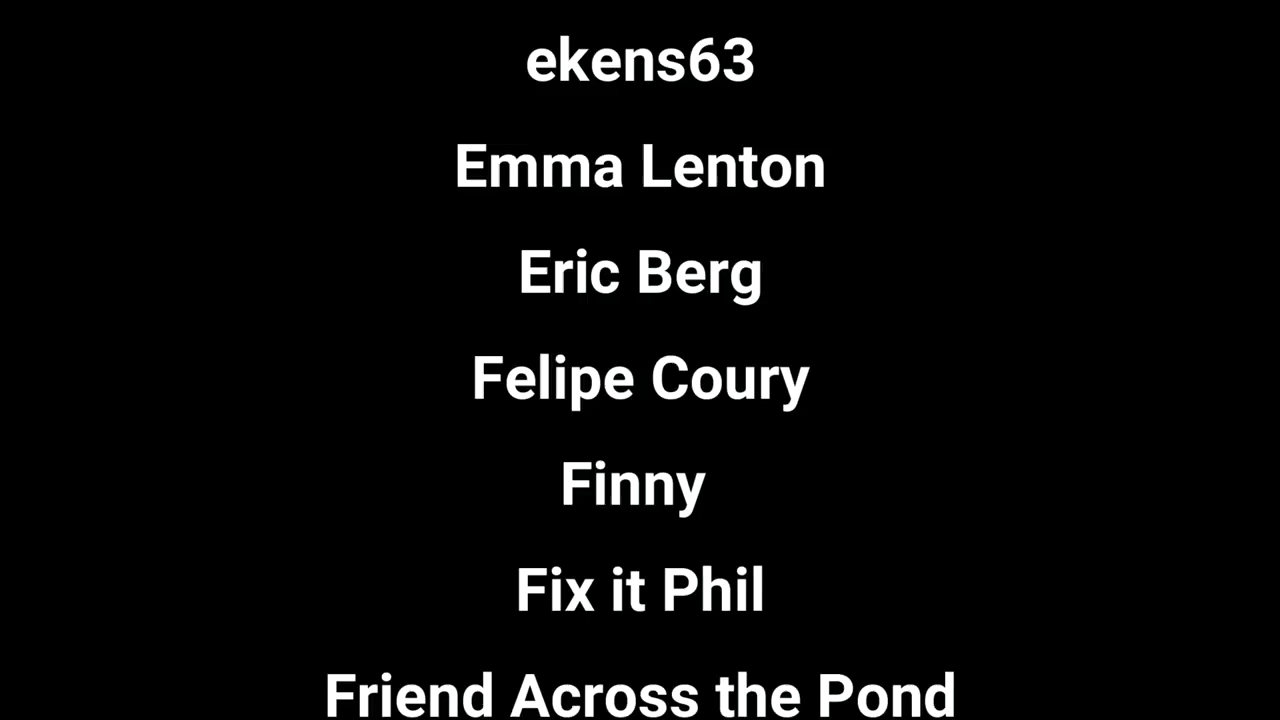 ekens63
Emma Lenton
Eric Berg
Felipe Coury
Finny
Fix it Phil
Friend Across the Pond